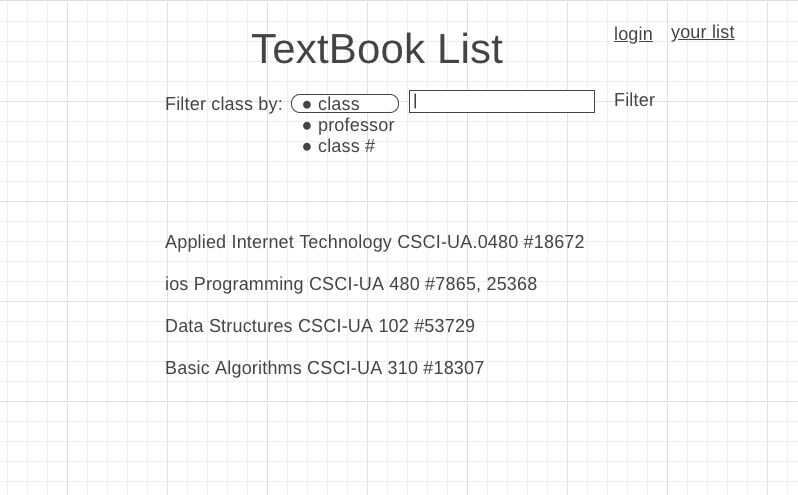 TextBook List
login
your list
Filter class by:
● class
● professor
● class #
Filter
Applied Internet Technology CSCI-UA.0480 #18672
ios Programming CSCI-UA 480 #7865, 25368
Data Structures CSCI-UA 102 #53729
Basic Algorithms CSCI-UA 310 #18307